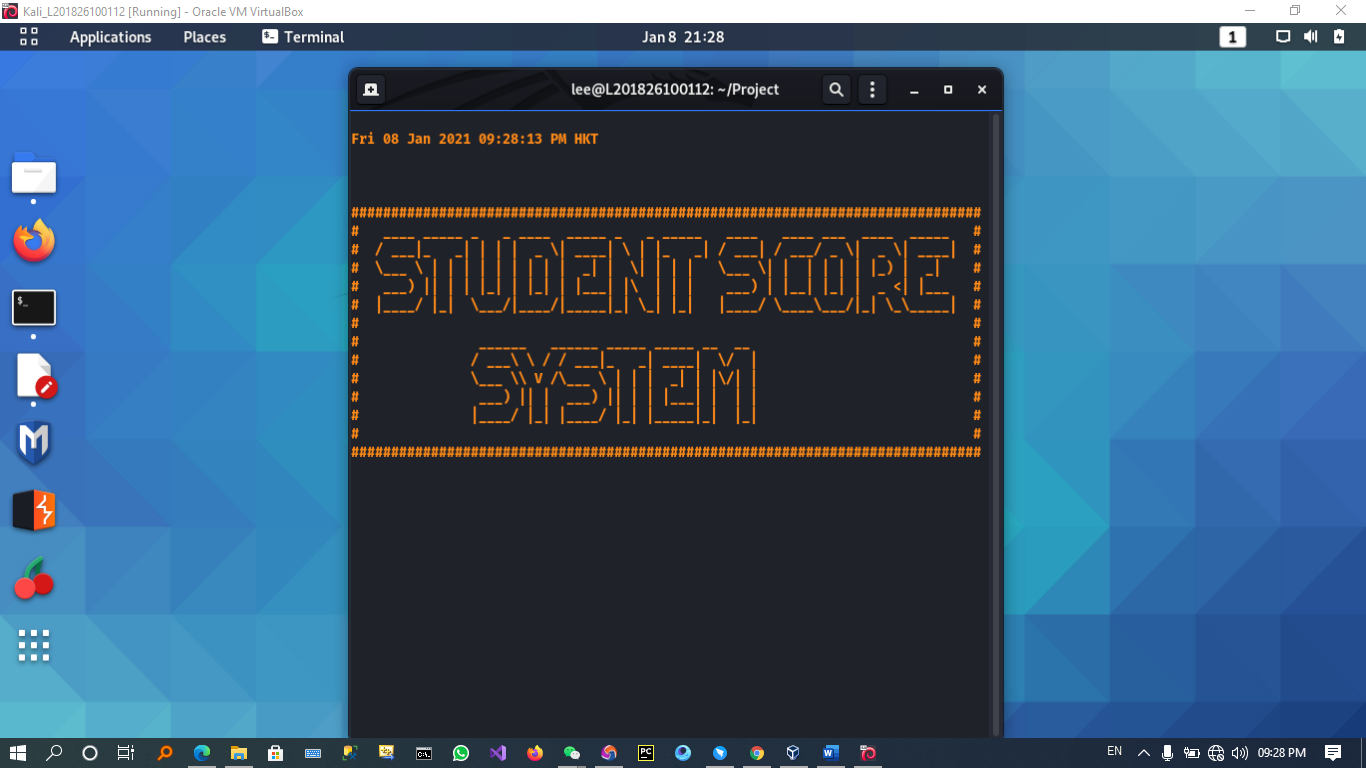 Kali_L201826100112 [Running] - Oracle VM VirtualBox
Applications Places Terminal Jan 8 21:28 1
lee@L201826100112: ~/Project
Fri 08 Jan 2021 09:28:13 PM HKT
STUDENT SCORE
SYSTEM
EN 09:28 PM